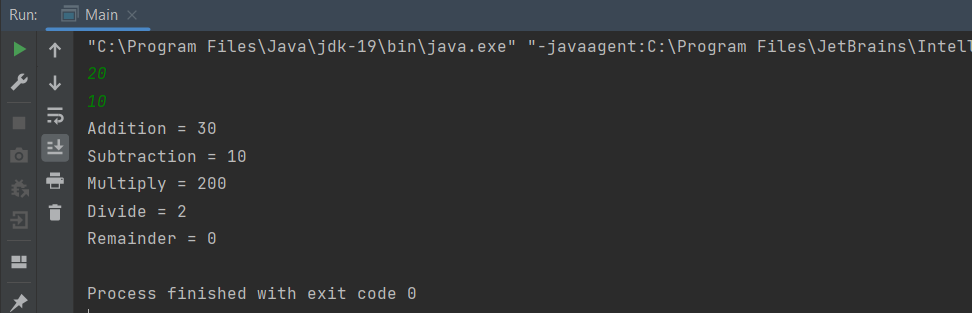 Run: Main
"C:\Program Files\Java\jdk-19\bin\java.exe" "-javaagent:C:\Program Files\JetBrains\Intell
20
10
Addition = 30
Subtraction = 10
Multiply = 200
Divide = 2
Remainder = 0
Process finished with exit code 0